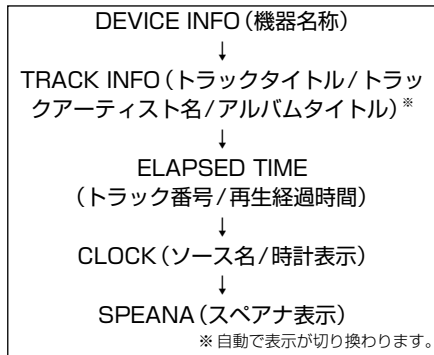 DEVICE INFO(機器名称)
↓
TRACK INFO(トラックタイトル/トラッ
クアーティスト名/アルバムタイトル)※
↓
ELAPSED TIME
(トラック番号/再生経過時間)
↓
CLOCK(ソース名/時計表示)
↓
SPEANA(スペアナ表示)
※自動で表示が切り換わります。